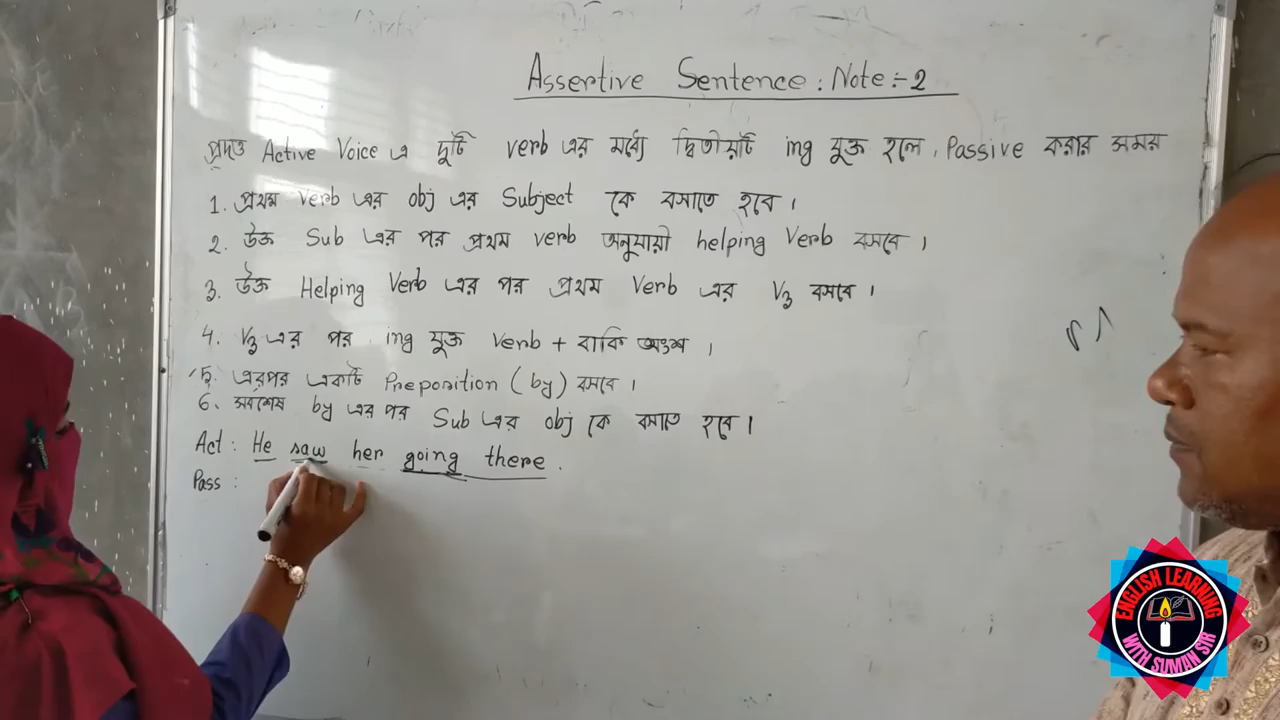 Assertive Sentence : Note :- 2
প্রদত্ত Active Voice এ দুটি verb এর মধ্যে দ্বিতীয়টি ing যুক্ত হলে, Passive করার সময়
1. প্রথম verb এর obj এর Subject কে বসাতে হবে।
2. উক্ত Sub এর পর প্রথম verb অনুযায়ী helping Verb বসবে।
3. উক্ত Helping Verb এর পর প্রথম Verb এর V3 বসবে।
4. V3 এর পর ing যুক্ত verb + বাকি অংশ।
5. এরপর একটি Preposition (by) বসবে।
6. সর্বশেষ by এর পর Sub এর obj কে বসাতে হবে।
Act : He saw her going there.
Pass :
ENGLISH LEARNING
WITH SUMAN SIR